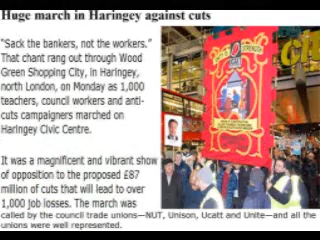 Huge march in Haringey against cuts
“Sack the bankers, not the workers.”
That chant rang out through Wood
Green Shopping City, in Haringey,
north London, on Monday as 1,000
teachers, council workers and anti-
cuts campaigners marched on
Haringey Civic Centre.
It was a magnificent and vibrant show
of opposition to the proposed £87
million of cuts that will lead to over
1,000 job losses. The march was
called by the council trade unions—NUT, Unison, Ucatt and Unite—and all the
unions were well represented.
STRENGTH